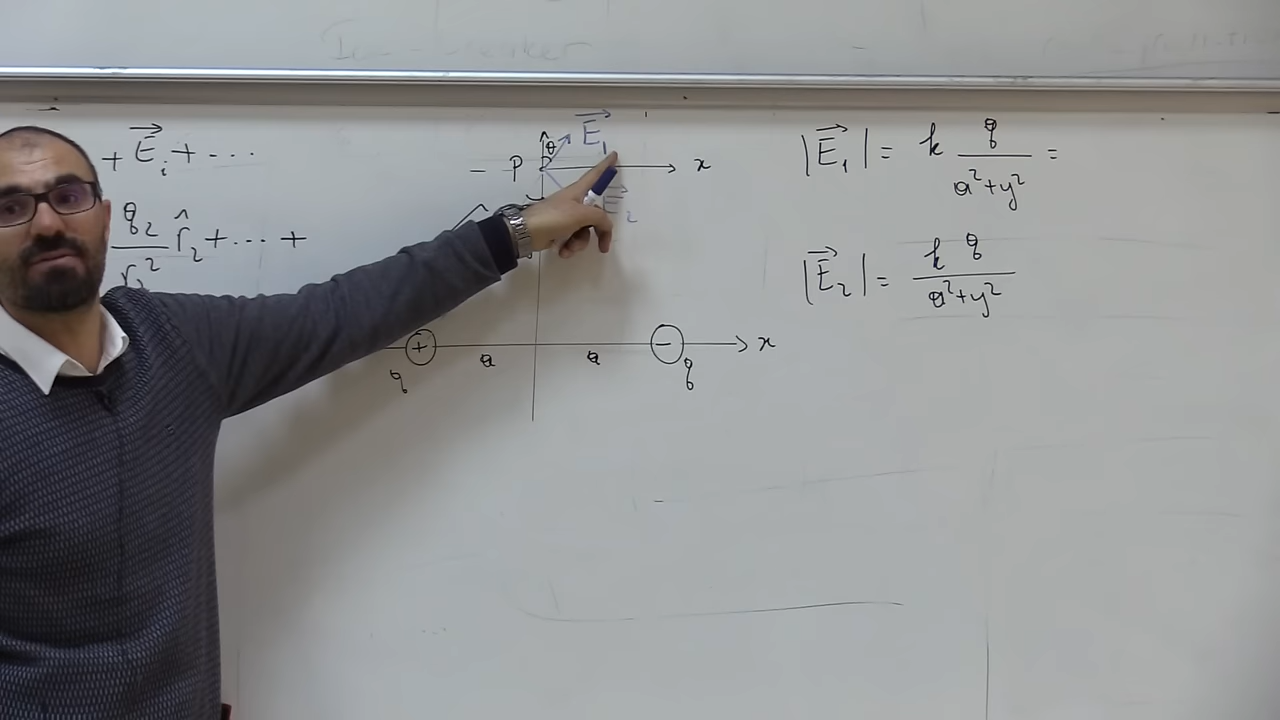 + E⃗ᵢ + ...
q₂/r₂² r̂₂ + ... +
θ
E⃗₁
- P
x
E⃗₂
+
-
x
a
a
q
q
|E⃗₁| = k q/(a²+y²) =
|E⃗₂| = k q/(a²+y²)